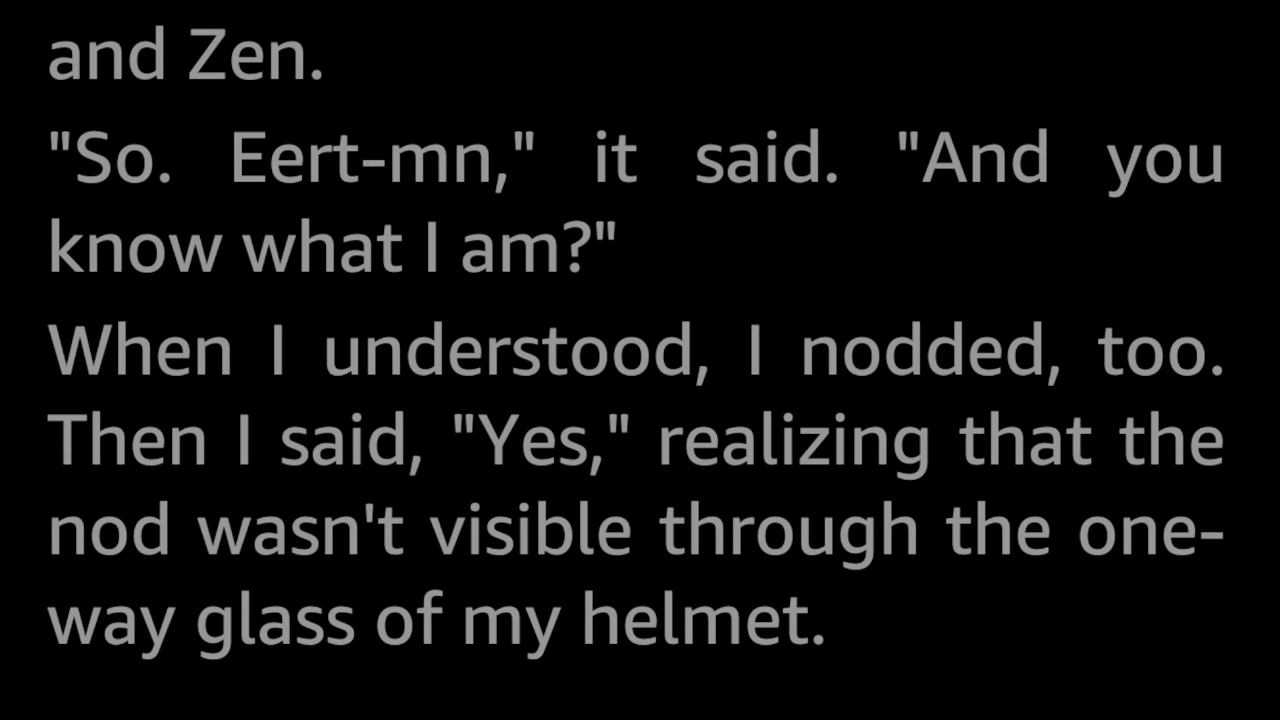 and Zen.
"So. Eert-mn," it said. "And you
know what I am?"
When I understood, I nodded, too.
Then I said, "Yes," realizing that the
nod wasn't visible through the one-
way glass of my helmet.